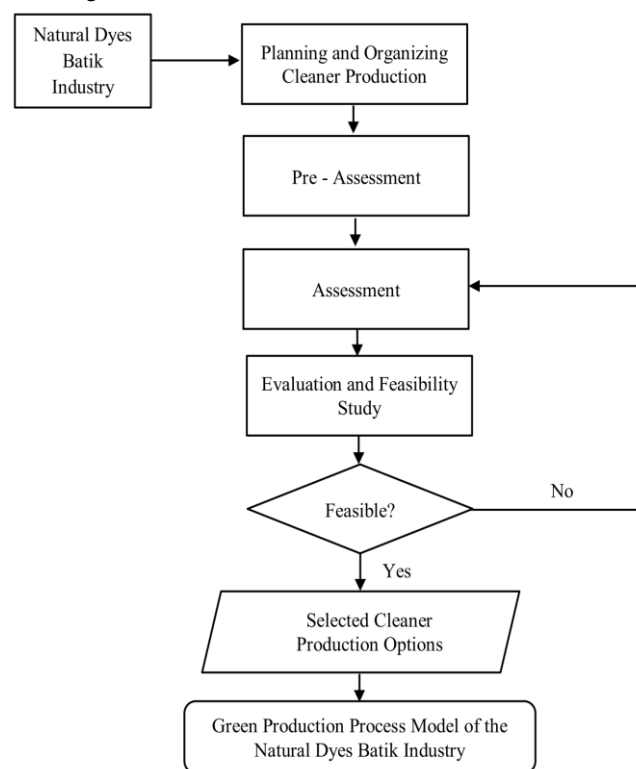 Natural Dyes
Batik
Industry
Planning and Organizing
Cleaner Production
Pre - Assessment
Assessment
Evaluation and Feasibility
Study
Feasible?
No
Yes
Selected Cleaner
Production Options
Green Production Process Model of the
Natural Dyes Batik Industry